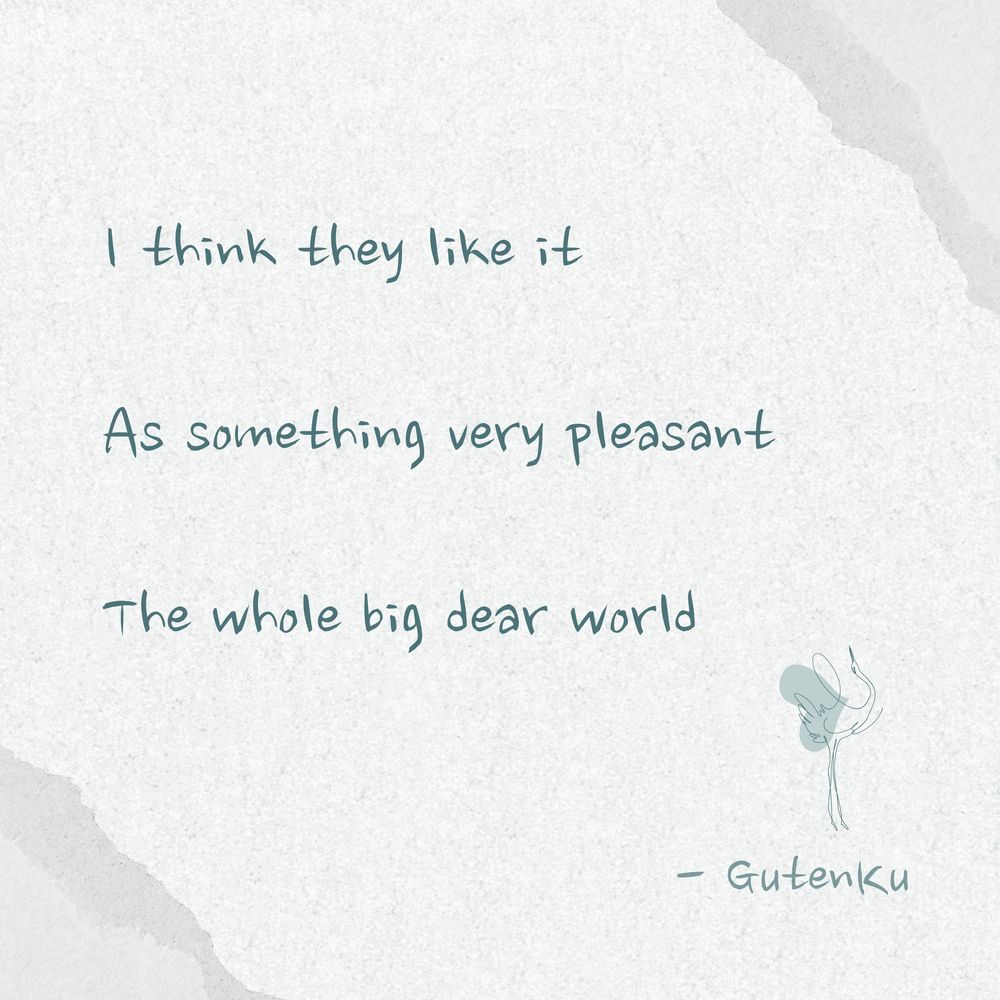 I think they like it
As something very pleasant
The whole big dear world
- GutenKu